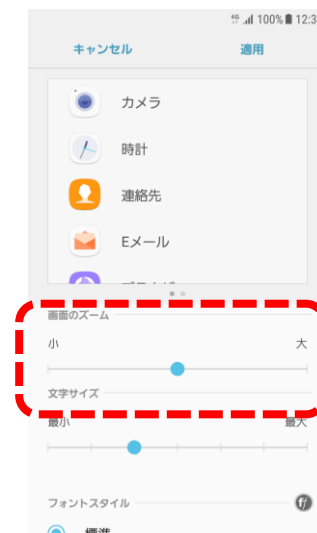 4G 100% 12:3
キャンセル 適用
カメラ
時計
連絡先
Eメール
画面のズーム
小 大
文字サイズ
最小 最大
フォントスタイル
標準